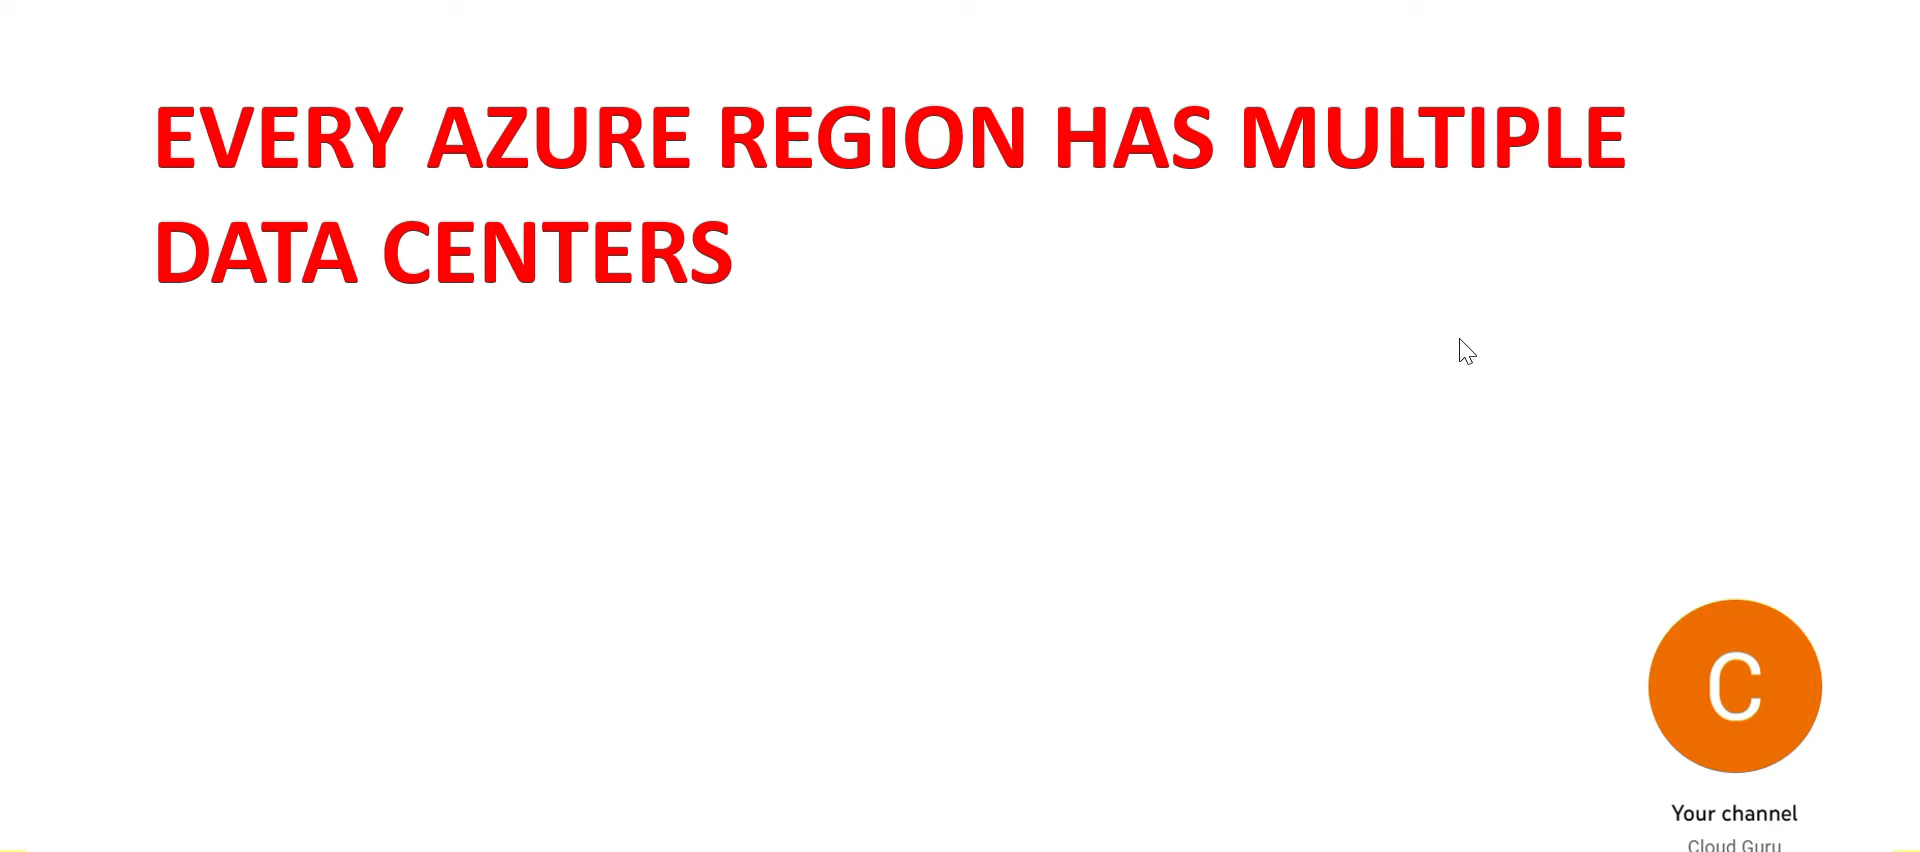 EVERY AZURE REGION HAS MULTIPLE
DATA CENTERS
C
Your channel
Cloud Guru